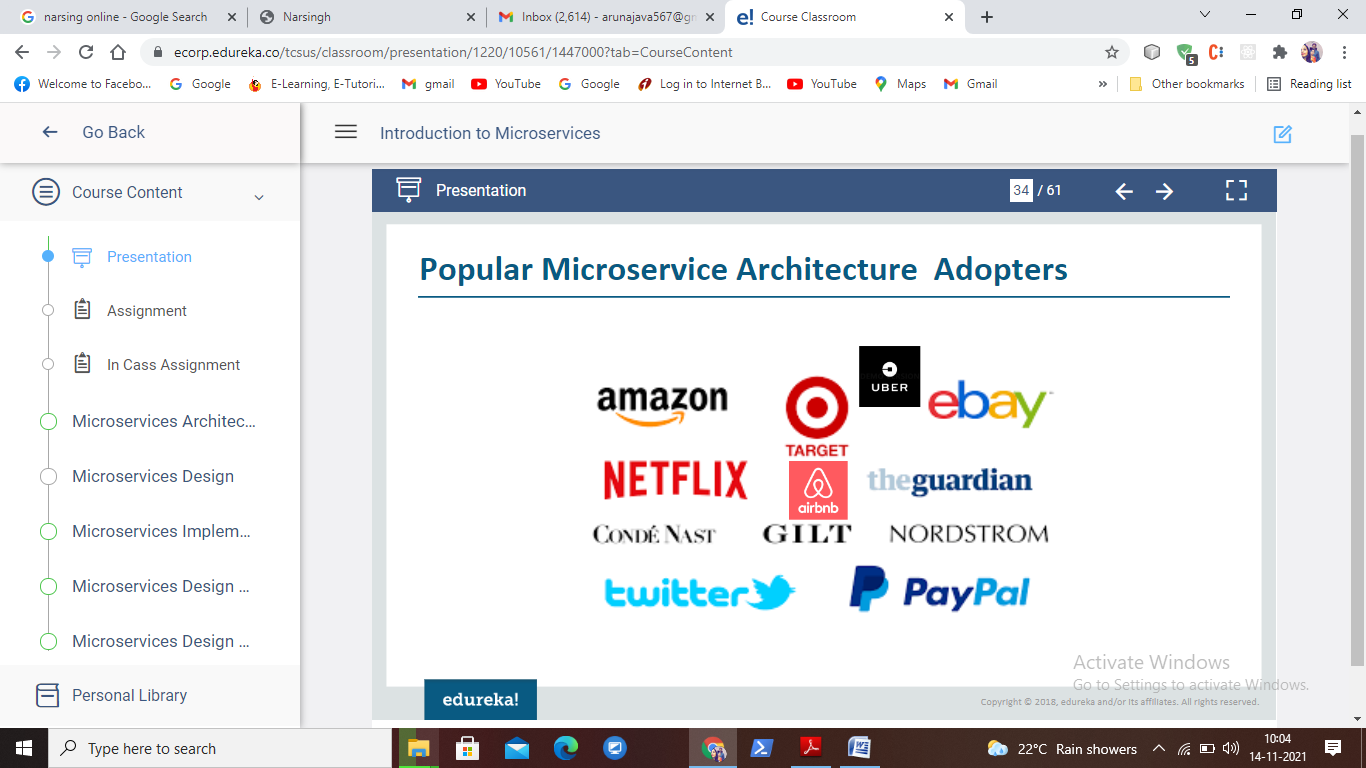 narsing online - Google Search
Narsingh
Inbox (2,614) - arunajava567@gm
Course Classroom
ecorp.edureka.co/tcsus/classroom/presentation/1220/10561/1447000?tab=CourseContent
5
Welcome to Facebo...
Google
E-Learning, E-Tutori...
gmail
YouTube
Google
Log in to Internet B...
YouTube
Maps
Gmail
»
Other bookmarks
Reading list
Go Back
Introduction to Microservices
Course Content
Presentation
Assignment
In Cass Assignment
Microservices Architec...
Microservices Design
Microservices Implem...
Microservices Design ...
Microservices Design ...
Personal Library
Presentation
34 / 61
Popular Microservice Architecture Adopters
amazon
TARGET
UBER
ebay
NETFLIX
airbnb
theguardian
CONDÉ NAST
GILT
NORDSTROM
twitter
PayPal
Activate Windows
Go to Settings to activate Windows.
edureka!
Copyright © 2018, edureka and/or its affiliates. All rights reserved.
Type here to search
22°C Rain showers
10:04
14-11-2021